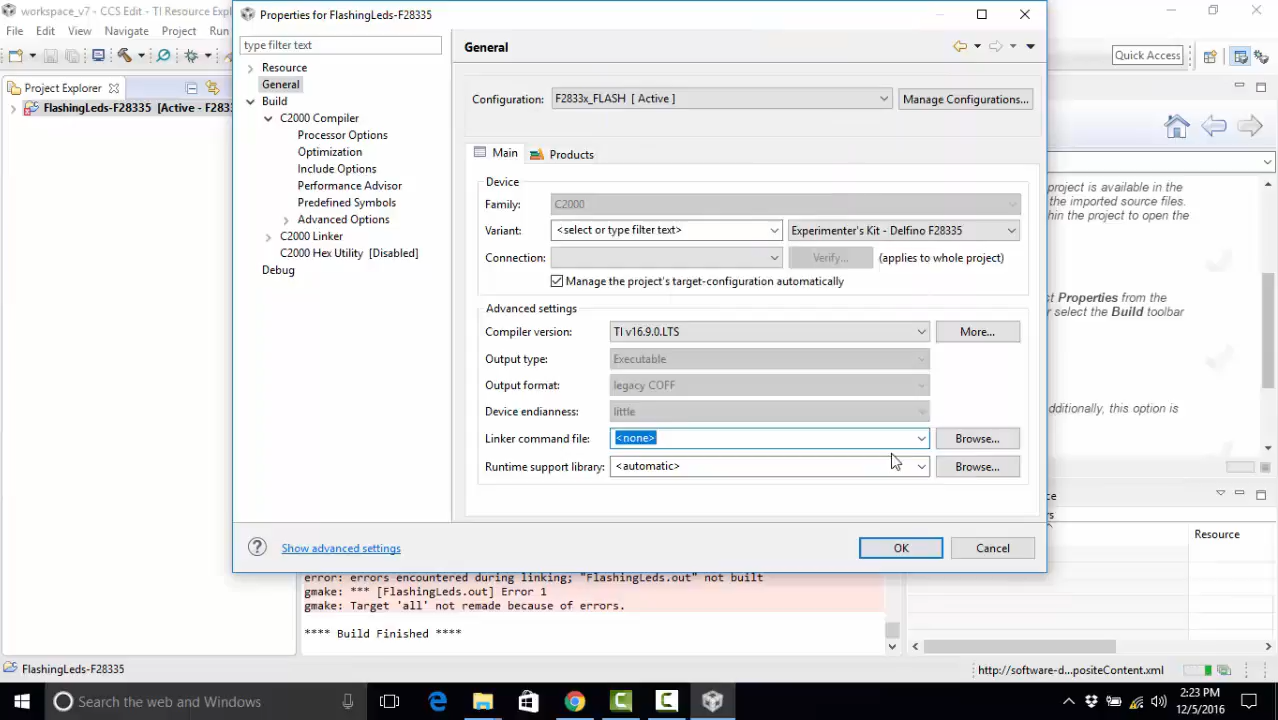 workspace_v7 - CCS Edit - TI Resource Expl
Properties for FlashingLeds-F28335
File Edit View Navigate Project Run
type filter text
General
Quick Access
Project Explorer
Resource
General
FlashingLeds-F28335 [Active - F2833
Build
Configuration:
F2833x_FLASH [ Active ]
Manage Configurations...
C2000 Compiler
Processor Options
Optimization
Include Options
Performance Advisor
Predefined Symbols
Advanced Options
C2000 Linker
C2000 Hex Utility [Disabled]
Debug
Main
Products
Device
Family:
C2000
Variant:
<select or type filter text>
Experimenter's Kit - Delfino F28335
Connection:
Verify...
(applies to whole project)
Manage the project's target-configuration automatically
Advanced settings
Compiler version:
TI v16.9.0.LTS
More...
Output type:
Executable
Output format:
legacy COFF
Device endianness:
little
Linker command file:
<none>
Browse...
Runtime support library:
<automatic>
Browse...
Show advanced settings
OK
Cancel
project is available in the
the imported source files.
hin the project to open the
t Properties from the
r select the Build toolbar
dditionally, this option is
ce
s
Resource
error: errors encountered during linking; "FlashingLeds.out" not built
gmake: *** [FlashingLeds.out] Error 1
gmake: Target 'all' not remade because of errors.
**** Build Finished ****
FlashingLeds-F28335
http://software-d...positeContent.xml
Search the web and Windows
2:23 PM
12/5/2016